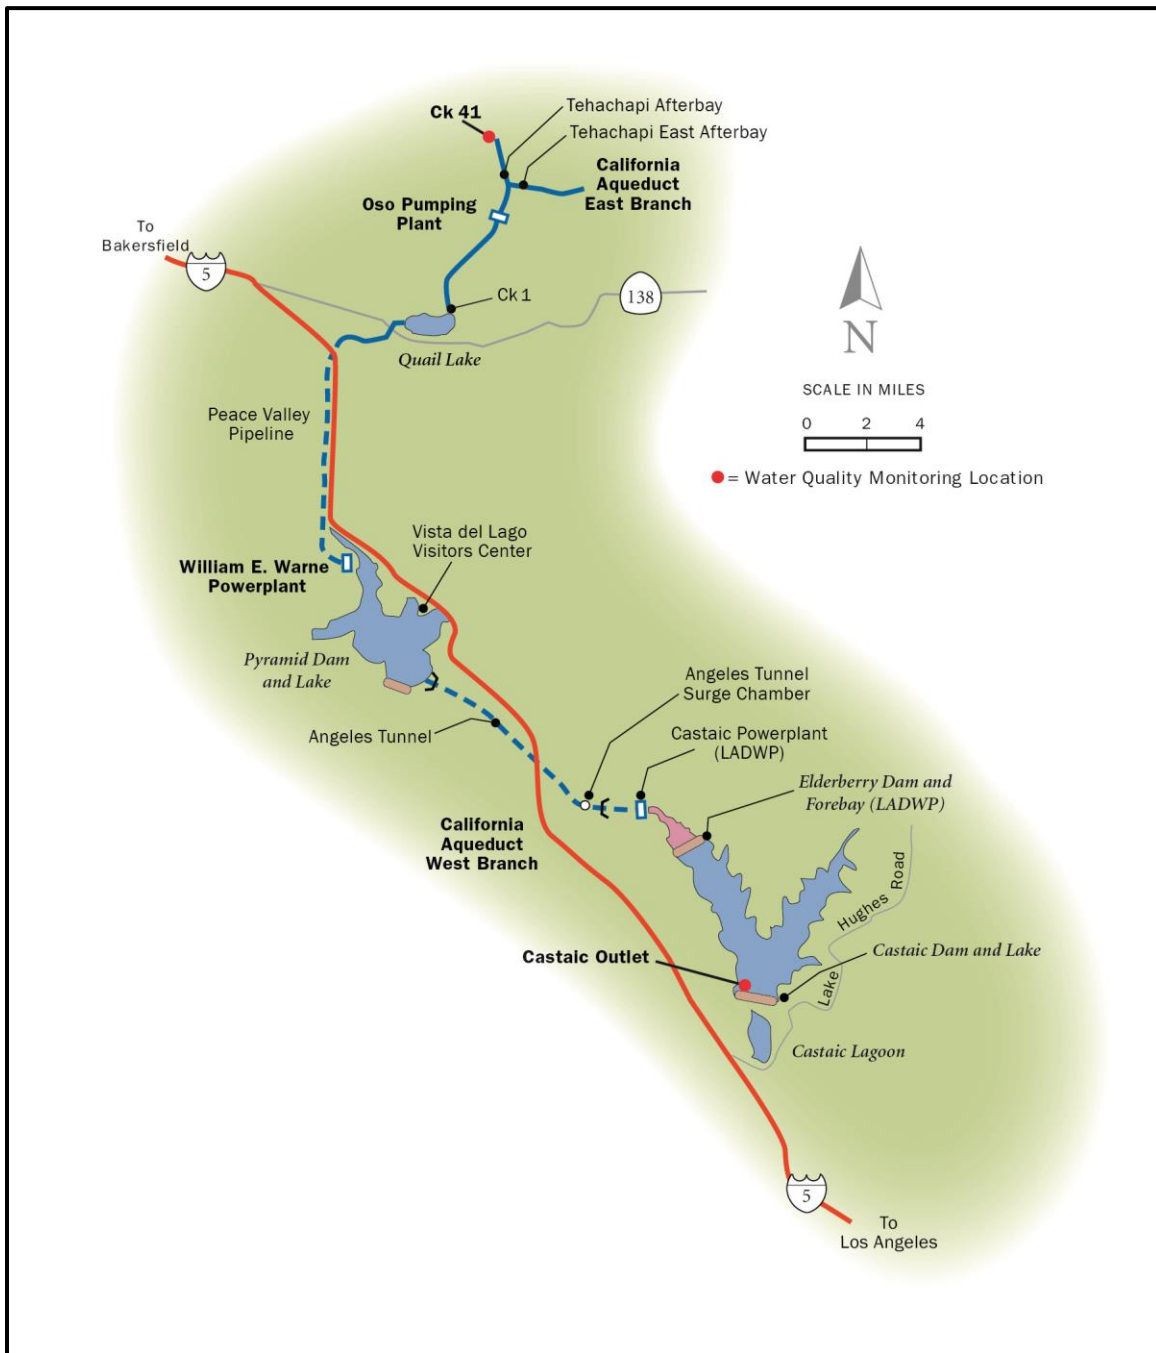 Ck 41
Tehachapi Afterbay
Tehachapi East Afterbay
California
Aqueduct
East Branch
Oso Pumping
Plant
To
Bakersfield
5
138
Ck 1
Quail Lake
N
SCALE IN MILES
0 2 4
= Water Quality Monitoring Location
Peace Valley
Pipeline
Vista del Lago
Visitors Center
William E. Warne
Powerplant
Pyramid Dam
and Lake
Angeles Tunnel
Surge Chamber
Angeles Tunnel
Castaic Powerplant
(LADWP)
Elderberry Dam and
Forebay (LADWP)
California
Aqueduct
West Branch
Lake Hughes Road
Castaic Outlet
Castaic Dam and Lake
Castaic Lagoon
5
To
Los Angeles